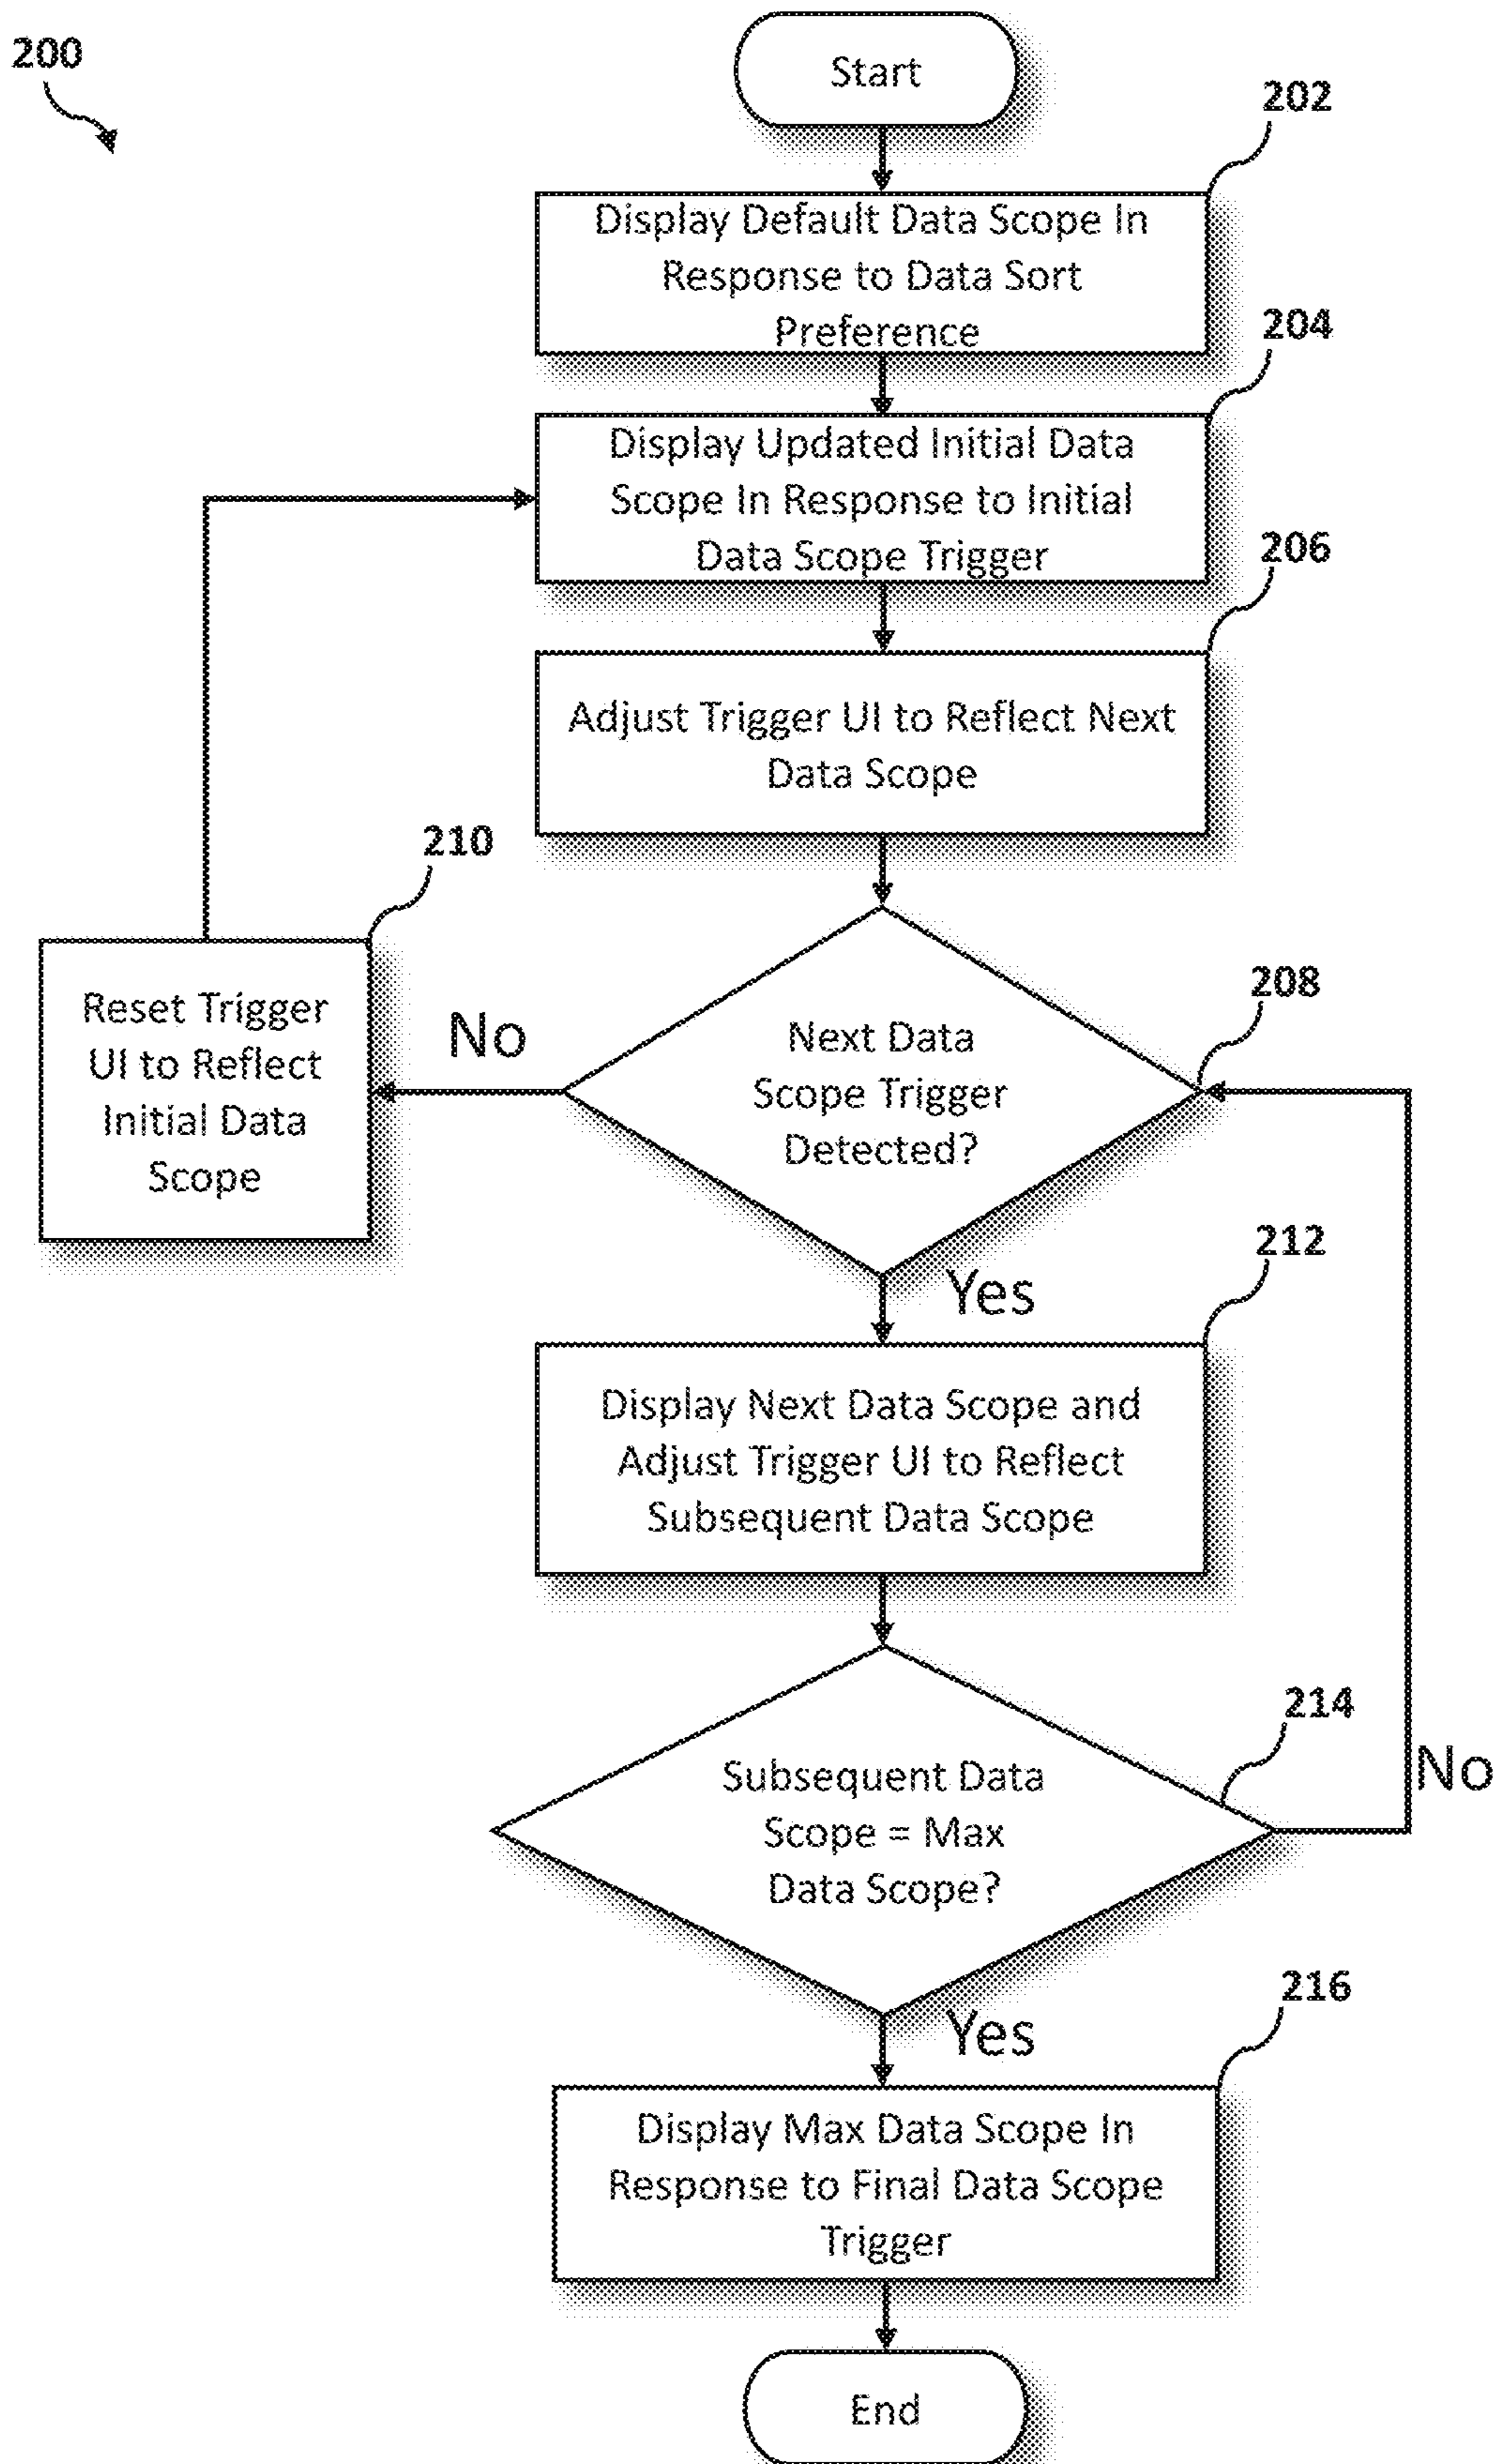 200
Start
202
Display Default Data Scope In
Response to Data Sort
Preference
204
Display Updated Initial Data
Scope In Response to Initial
Data Scope Trigger
206
Adjust Trigger UI to Reflect Next
Data Scope
210
Reset Trigger
UI to Reflect
Initial Data
Scope
No
208
Next Data
Scope Trigger
Detected?
Yes
212
Display Next Data Scope and
Adjust Trigger UI to Reflect
Subsequent Data Scope
214
Subsequent Data
Scope = Max
Data Scope?
No
Yes
216
Display Max Data Scope In
Response to Final Data Scope
Trigger
End